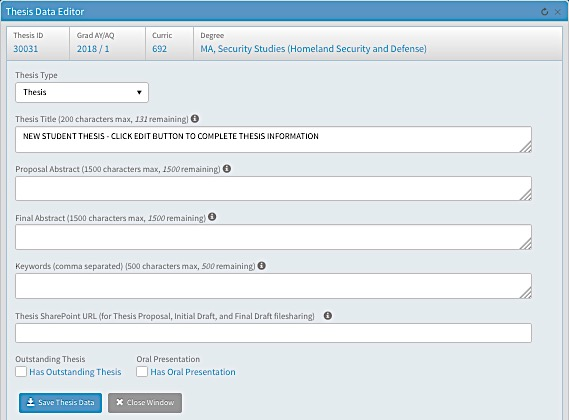 Thesis Data Editor
Thesis ID Grad AY/AQ Curric Degree
30031 2018 / 1 692 MA, Security Studies (Homeland Security and Defense)
Thesis Type
Thesis
Thesis Title (200 characters max, 131 remaining)
NEW STUDENT THESIS - CLICK EDIT BUTTON TO COMPLETE THESIS INFORMATION
Proposal Abstract (1500 characters max, 1500 remaining)
Final Abstract (1500 characters max, 1500 remaining)
Keywords (comma separated) (500 characters max, 500 remaining)
Thesis SharePoint URL (for Thesis Proposal, Initial Draft, and Final Draft filesharing)
Outstanding Thesis Oral Presentation
Has Outstanding Thesis Has Oral Presentation
Save Thesis Data Close Window